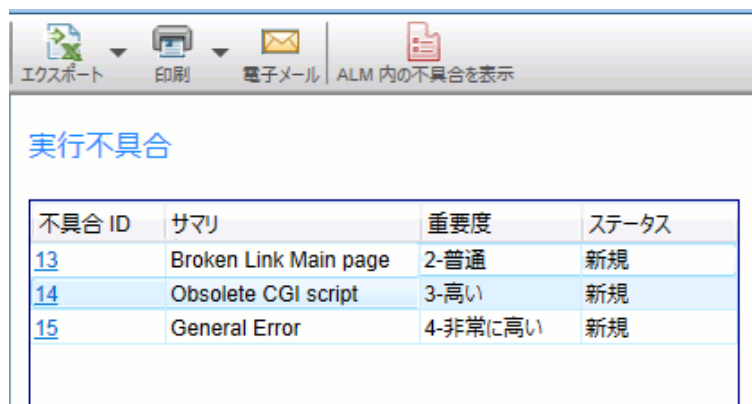 エクスポート 印刷 電子メール ALM 内の不具合を表示
実行不具合
不具合 ID サマリ 重要度 ステータス
13 Broken Link Main page 2-普通 新規
14 Obsolete CGI script 3-高い 新規
15 General Error 4-非常に高い 新規